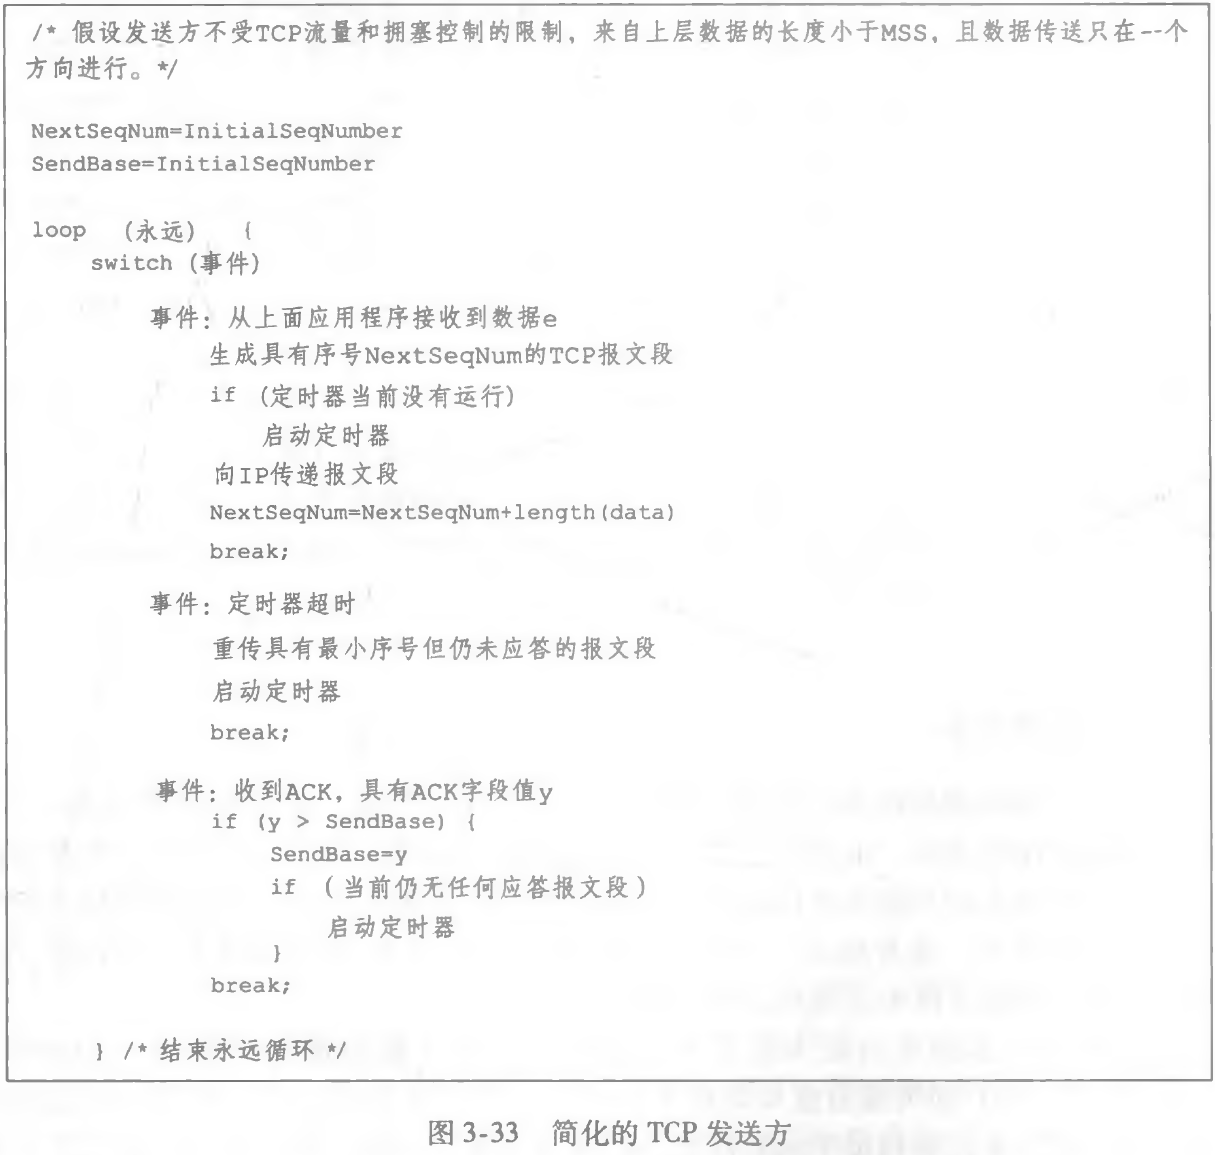 /* 假设发送方不受TCP流量和拥塞控制的限制，来自上层数据的长度小于MSS，且数据传送只在--个
方向进行。*/
NextSeqNum=InitialSeqNumber
SendBase=InitialSeqNumber
loop （永远） {
switch (事件)
事件：从上面应用程序接收到数据e
生成具有序号NextSeqNum的TCP报文段
if (定时器当前没有运行)
启动定时器
向IP传递报文段
NextSeqNum=NextSeqNum+length(data)
break;
事件：定时器超时
重传具有最小序号但仍未应答的报文段
启动定时器
break;
事件：收到ACK，具有ACK字段值y
if (y > SendBase) {
SendBase=y
if （当前仍无任何应答报文段）
启动定时器
}
break;
} /* 结束永远循环 */
图 3-33 简化的 TCP 发送方